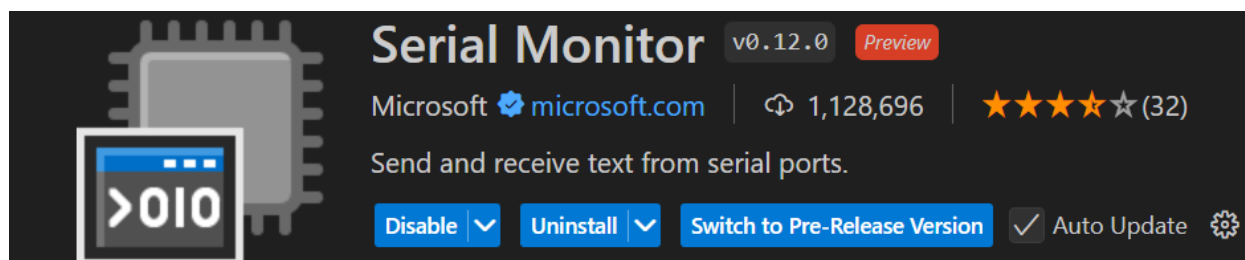 Serial Monitor v0.12.0 Preview
Microsoft microsoft.com 1,128,696 (32)
Send and receive text from serial ports.
Disable Uninstall Switch to Pre-Release Version Auto Update
>OIO